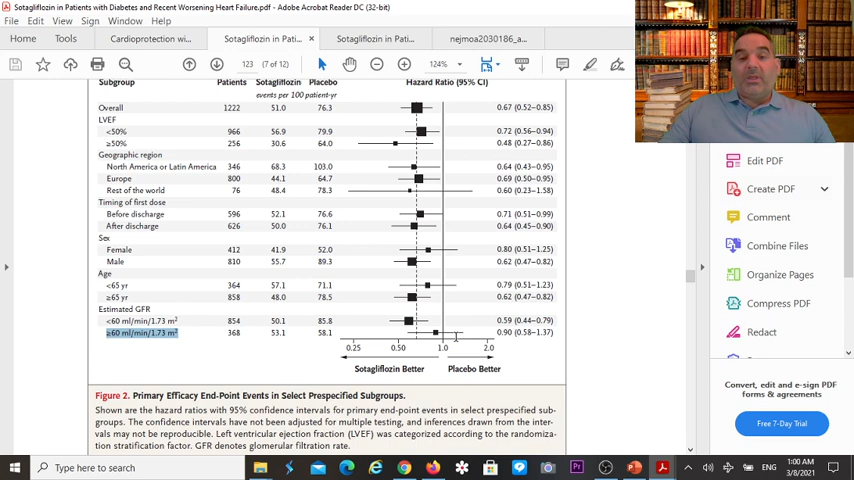 Sotagliflozin in Patients with Diabetes and Recent Worsening Heart Failure.pdf - Adobe Acrobat Reader DC (32-bit)
File Edit View Sign Window Help
Home Tools Cardioprotection wi... Sotagliflozin in Pati... × Sotagliflozin in Pati... nejmoa2030186_a...
123 (7 of 12) 124%
Subgroup Patients Sotagliflozin Placebo Hazard Ratio (95% CI)
events per 100 patient-yr
Overall 1222 51.0 76.3 0.67 (0.52–0.85)
LVEF
<50% 966 56.9 79.9 0.72 (0.56–0.94)
≥50% 256 30.6 64.0 0.48 (0.27–0.86)
Geographic region
North America or Latin America 346 68.3 103.0 0.64 (0.43–0.95)
Europe 800 44.1 64.7 0.69 (0.50–0.95)
Rest of the world 76 48.4 78.3 0.60 (0.23–1.58)
Timing of first dose
Before discharge 596 52.1 76.6 0.71 (0.51–0.99)
After discharge 626 50.0 76.1 0.64 (0.45–0.90)
Sex
Female 412 41.9 52.0 0.80 (0.51–1.25)
Male 810 55.7 89.3 0.62 (0.47–0.82)
Age
<65 yr 364 57.1 71.1 0.79 (0.51–1.23)
≥65 yr 858 48.0 78.5 0.62 (0.47–0.82)
Estimated GFR
<60 ml/min/1.73 m² 854 50.1 85.8 0.59 (0.44–0.79)
≥60 ml/min/1.73 m² 368 53.1 58.1 0.90 (0.58–1.37)
0.25 0.50 1.0 2.0
Sotagliflozin Better Placebo Better
Figure 2. Primary Efficacy End-Point Events in Select Prespecified Subgroups.
Shown are the hazard ratios with 95% confidence intervals for primary end-point events in select prespecified sub-
groups. The confidence intervals have not been adjusted for multiple testing, and inferences drawn from the inter-
vals may not be reproducible. Left ventricular ejection fraction (LVEF) was categorized according to the randomiza-
tion stratification factor. GFR denotes glomerular filtration rate.
Edit PDF
Create PDF
Comment
Combine Files
Organize Pages
Compress PDF
Redact
Convert, edit and e-sign PDF
forms & agreements
Free 7-Day Trial
Type here to search
ENG
1:00 AM
3/8/2021